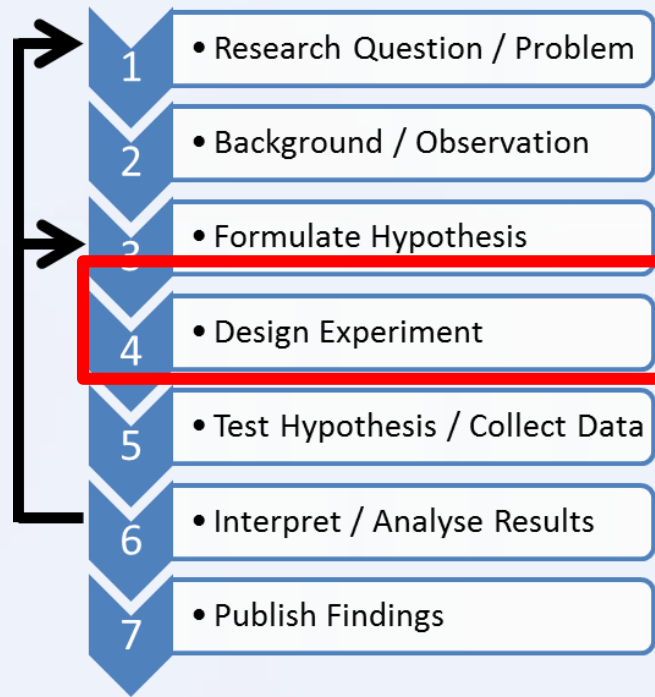 1 • Research Question / Problem
2 • Background / Observation
3 • Formulate Hypothesis
4 • Design Experiment
5 • Test Hypothesis / Collect Data
6 • Interpret / Analyse Results
7 • Publish Findings